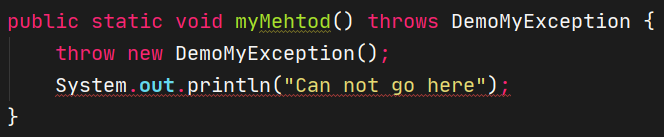 public static void myMehtod() throws DemoMyException {
    throw new DemoMyException();
    System.out.println("Can not go here");
}